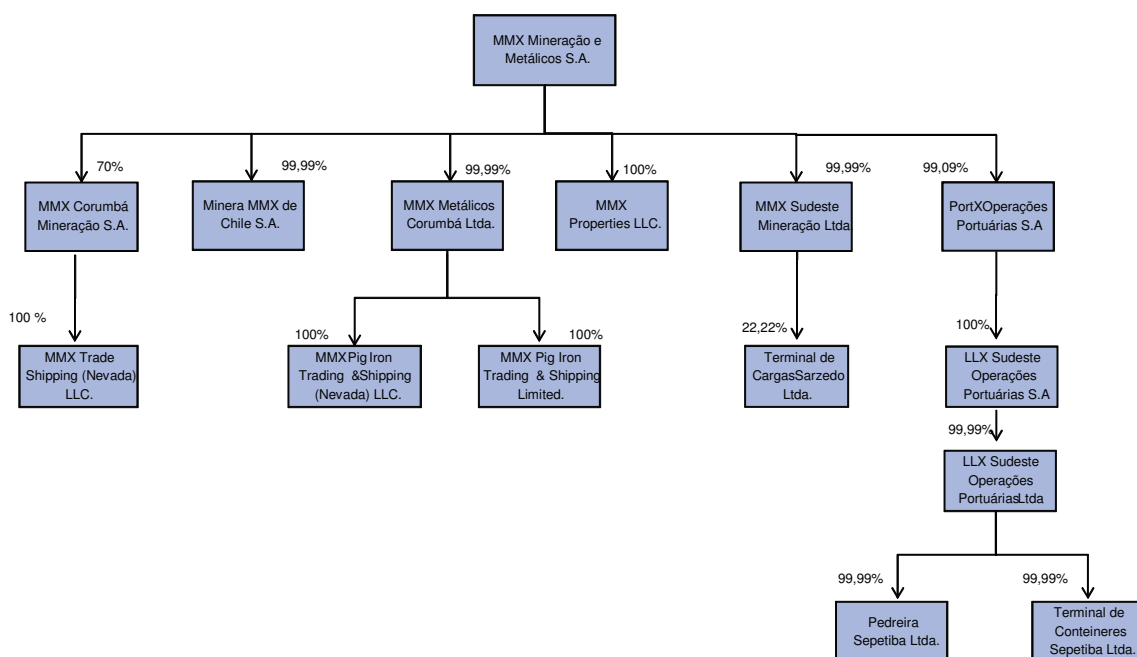 MMX Mineração e
Metálicos S.A.
70%
99,99%
99,99%
100%
99,99%
99,09%
MMX Corumbá
Mineração S.A.
Minera MMX de
Chile S.A.
MMX Metálicos
Corumbá Ltda.
MMX
Properties LLC.
MMX Sudeste
Mineração Ltda.
PortXOperações
Portuárias S.A
100 %
100%
100%
22,22%
100%
MMX Trade
Shipping (Nevada)
LLC.
MMXPig Iron
Trading &Shipping
(Nevada) LLC.
MMX Pig Iron
Trading & Shipping
Limited.
Terminal de
CargasSarzedo
Ltda.
LLX Sudeste
Operações
Portuárias S.A
99,99%
LLX Sudeste
Operações
PortuáriasLtda
99,99%
99,99%
Pedreira
Sepetiba Ltda.
Terminal de
Conteineres
Sepetiba Ltda.